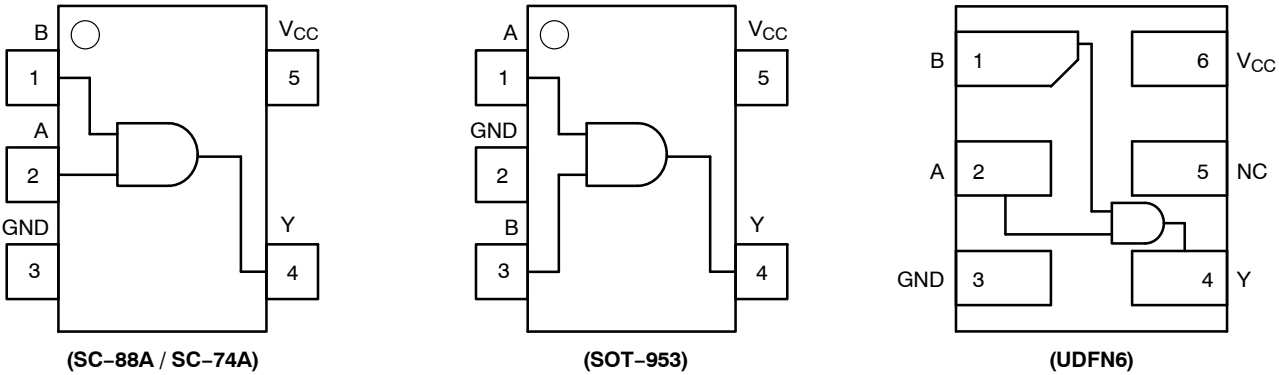 B
VCC
1
5
A
2
GND
Y
3
4
(SC–88A / SC–74A)
A
VCC
1
5
GND
2
B
Y
3
4
(SOT–953)
B 1
6 VCC
A 2
5 NC
GND 3
4 Y
(UDFN6)